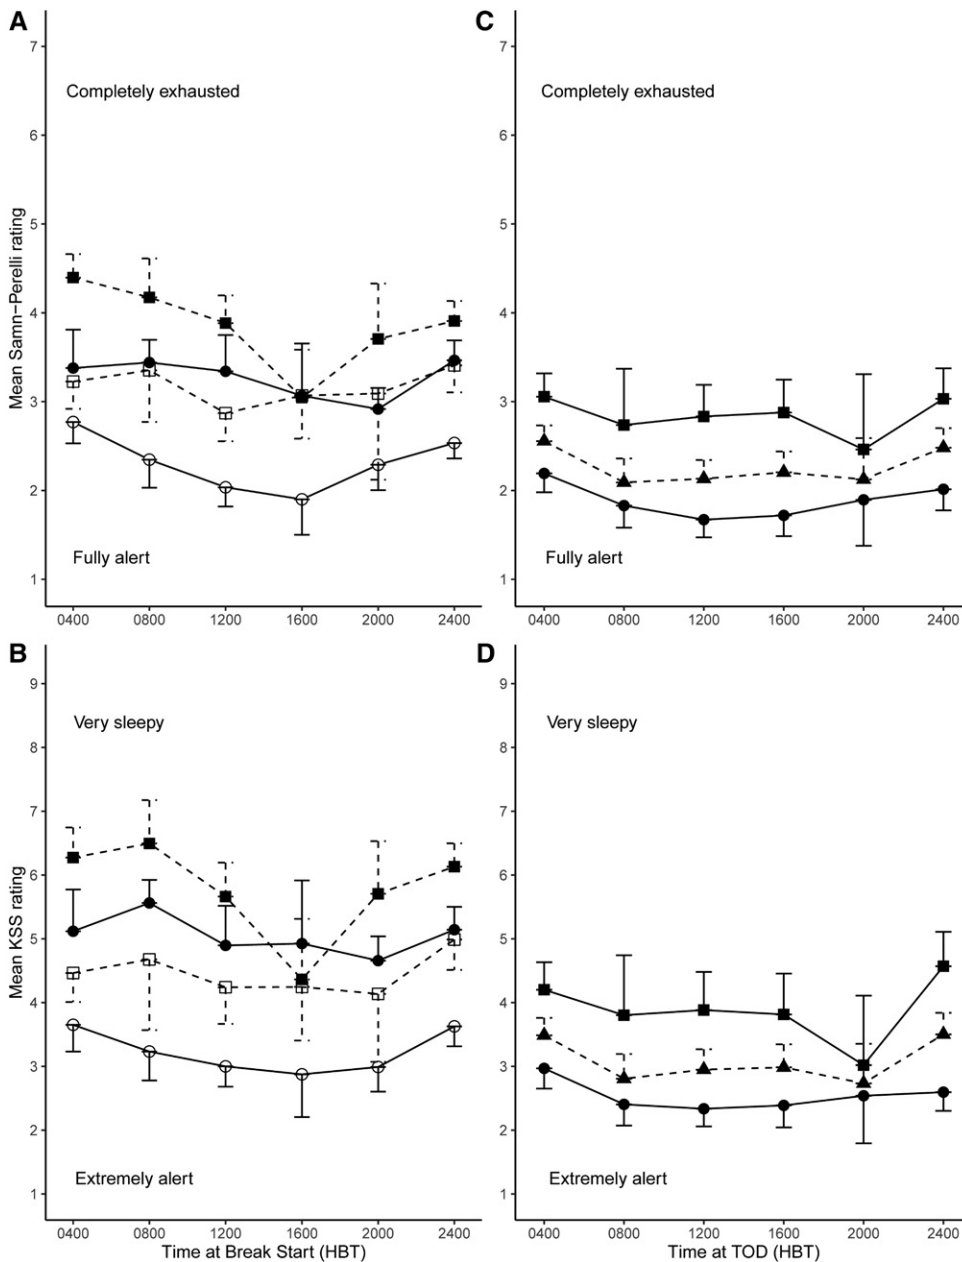 A
7
Completely exhausted
6
5
4
3
2
Fully alert
1
Mean Samn−Perelli rating
0400 0800 1200 1600 2000 2400
C
7
Completely exhausted
6
5
4
3
2
Fully alert
1
0400 0800 1200 1600 2000 2400
B
9
Very sleepy
8
7
6
5
4
3
2
Extremely alert
1
Mean KSS rating
0400 0800 1200 1600 2000 2400
Time at Break Start (HBT)
D
9
Very sleepy
8
7
6
5
4
3
2
Extremely alert
1
0400 0800 1200 1600 2000 2400
Time at TOD (HBT)